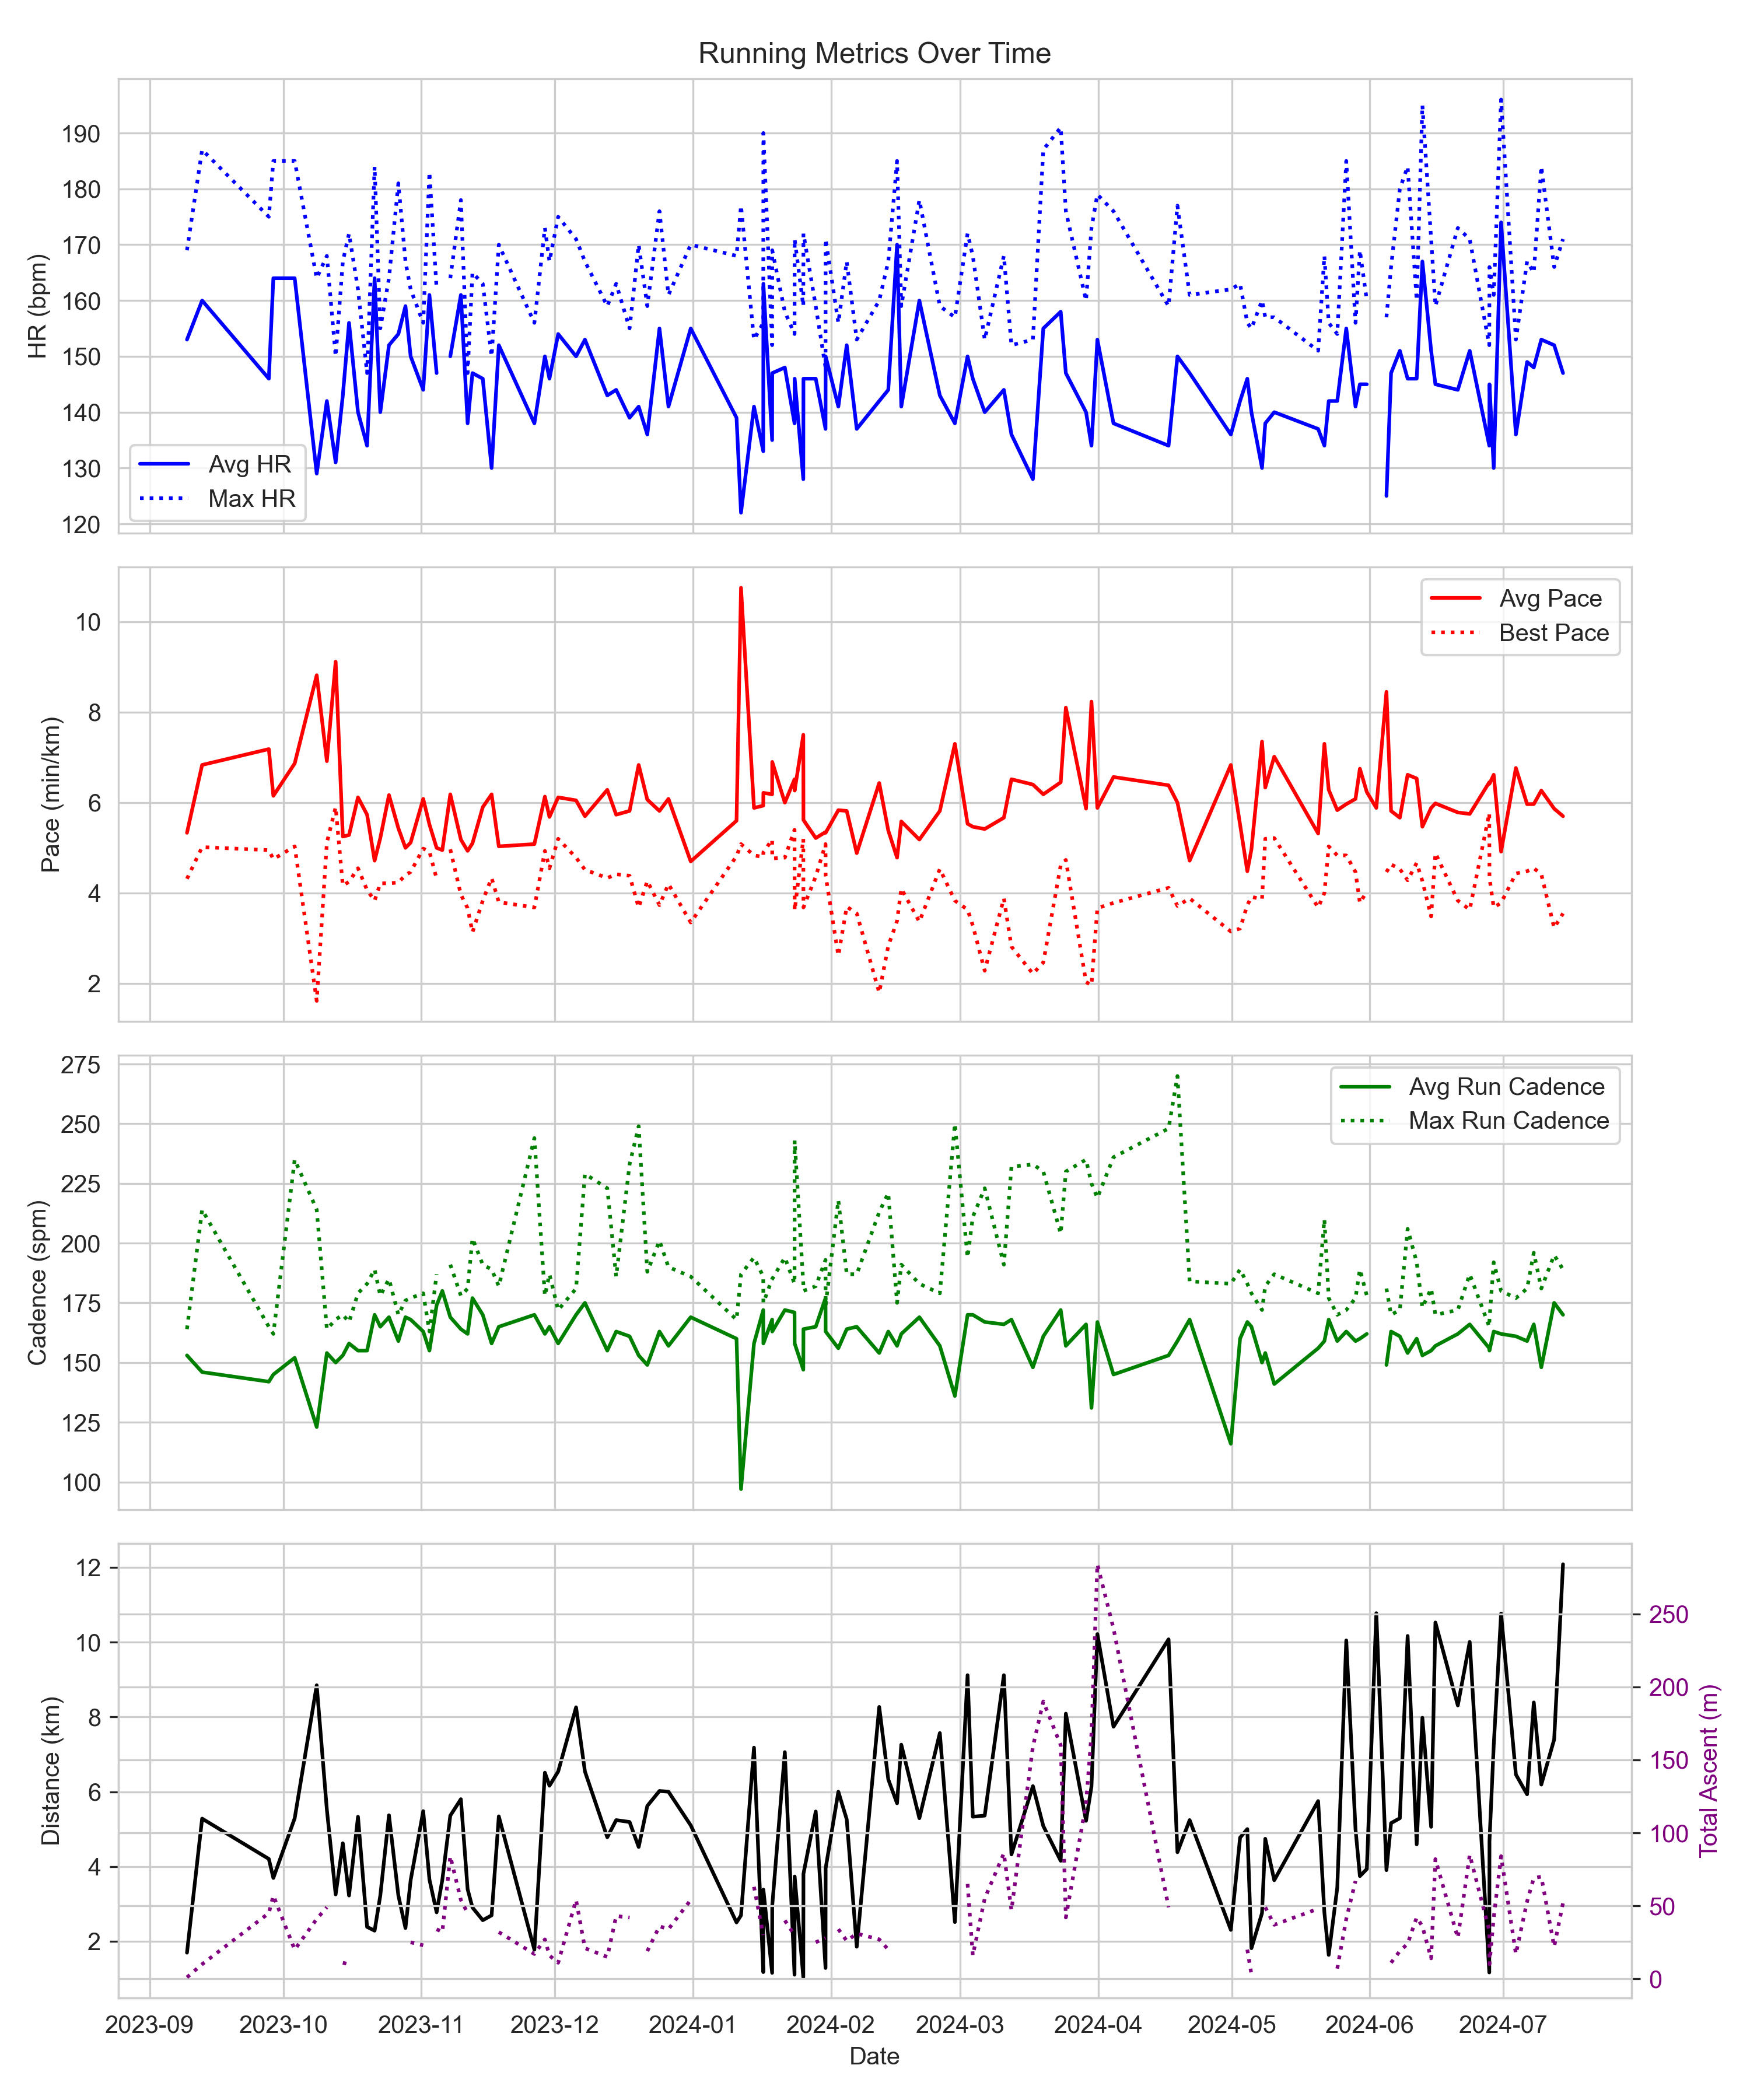 Running Metrics Over Time
HR (bpm)
190
180
170
160
150
140
130
120
Avg HR
Max HR
Pace (min/km)
10
8
6
4
2
Avg Pace
Best Pace
Cadence (spm)
275
250
225
200
175
150
125
100
Avg Run Cadence
Max Run Cadence
Distance (km)
12
10
8
6
4
2
Total Ascent (m)
250
200
150
100
50
0
2023-09 2023-10 2023-11 2023-12 2024-01 2024-02 2024-03 2024-04 2024-05 2024-06 2024-07
Date